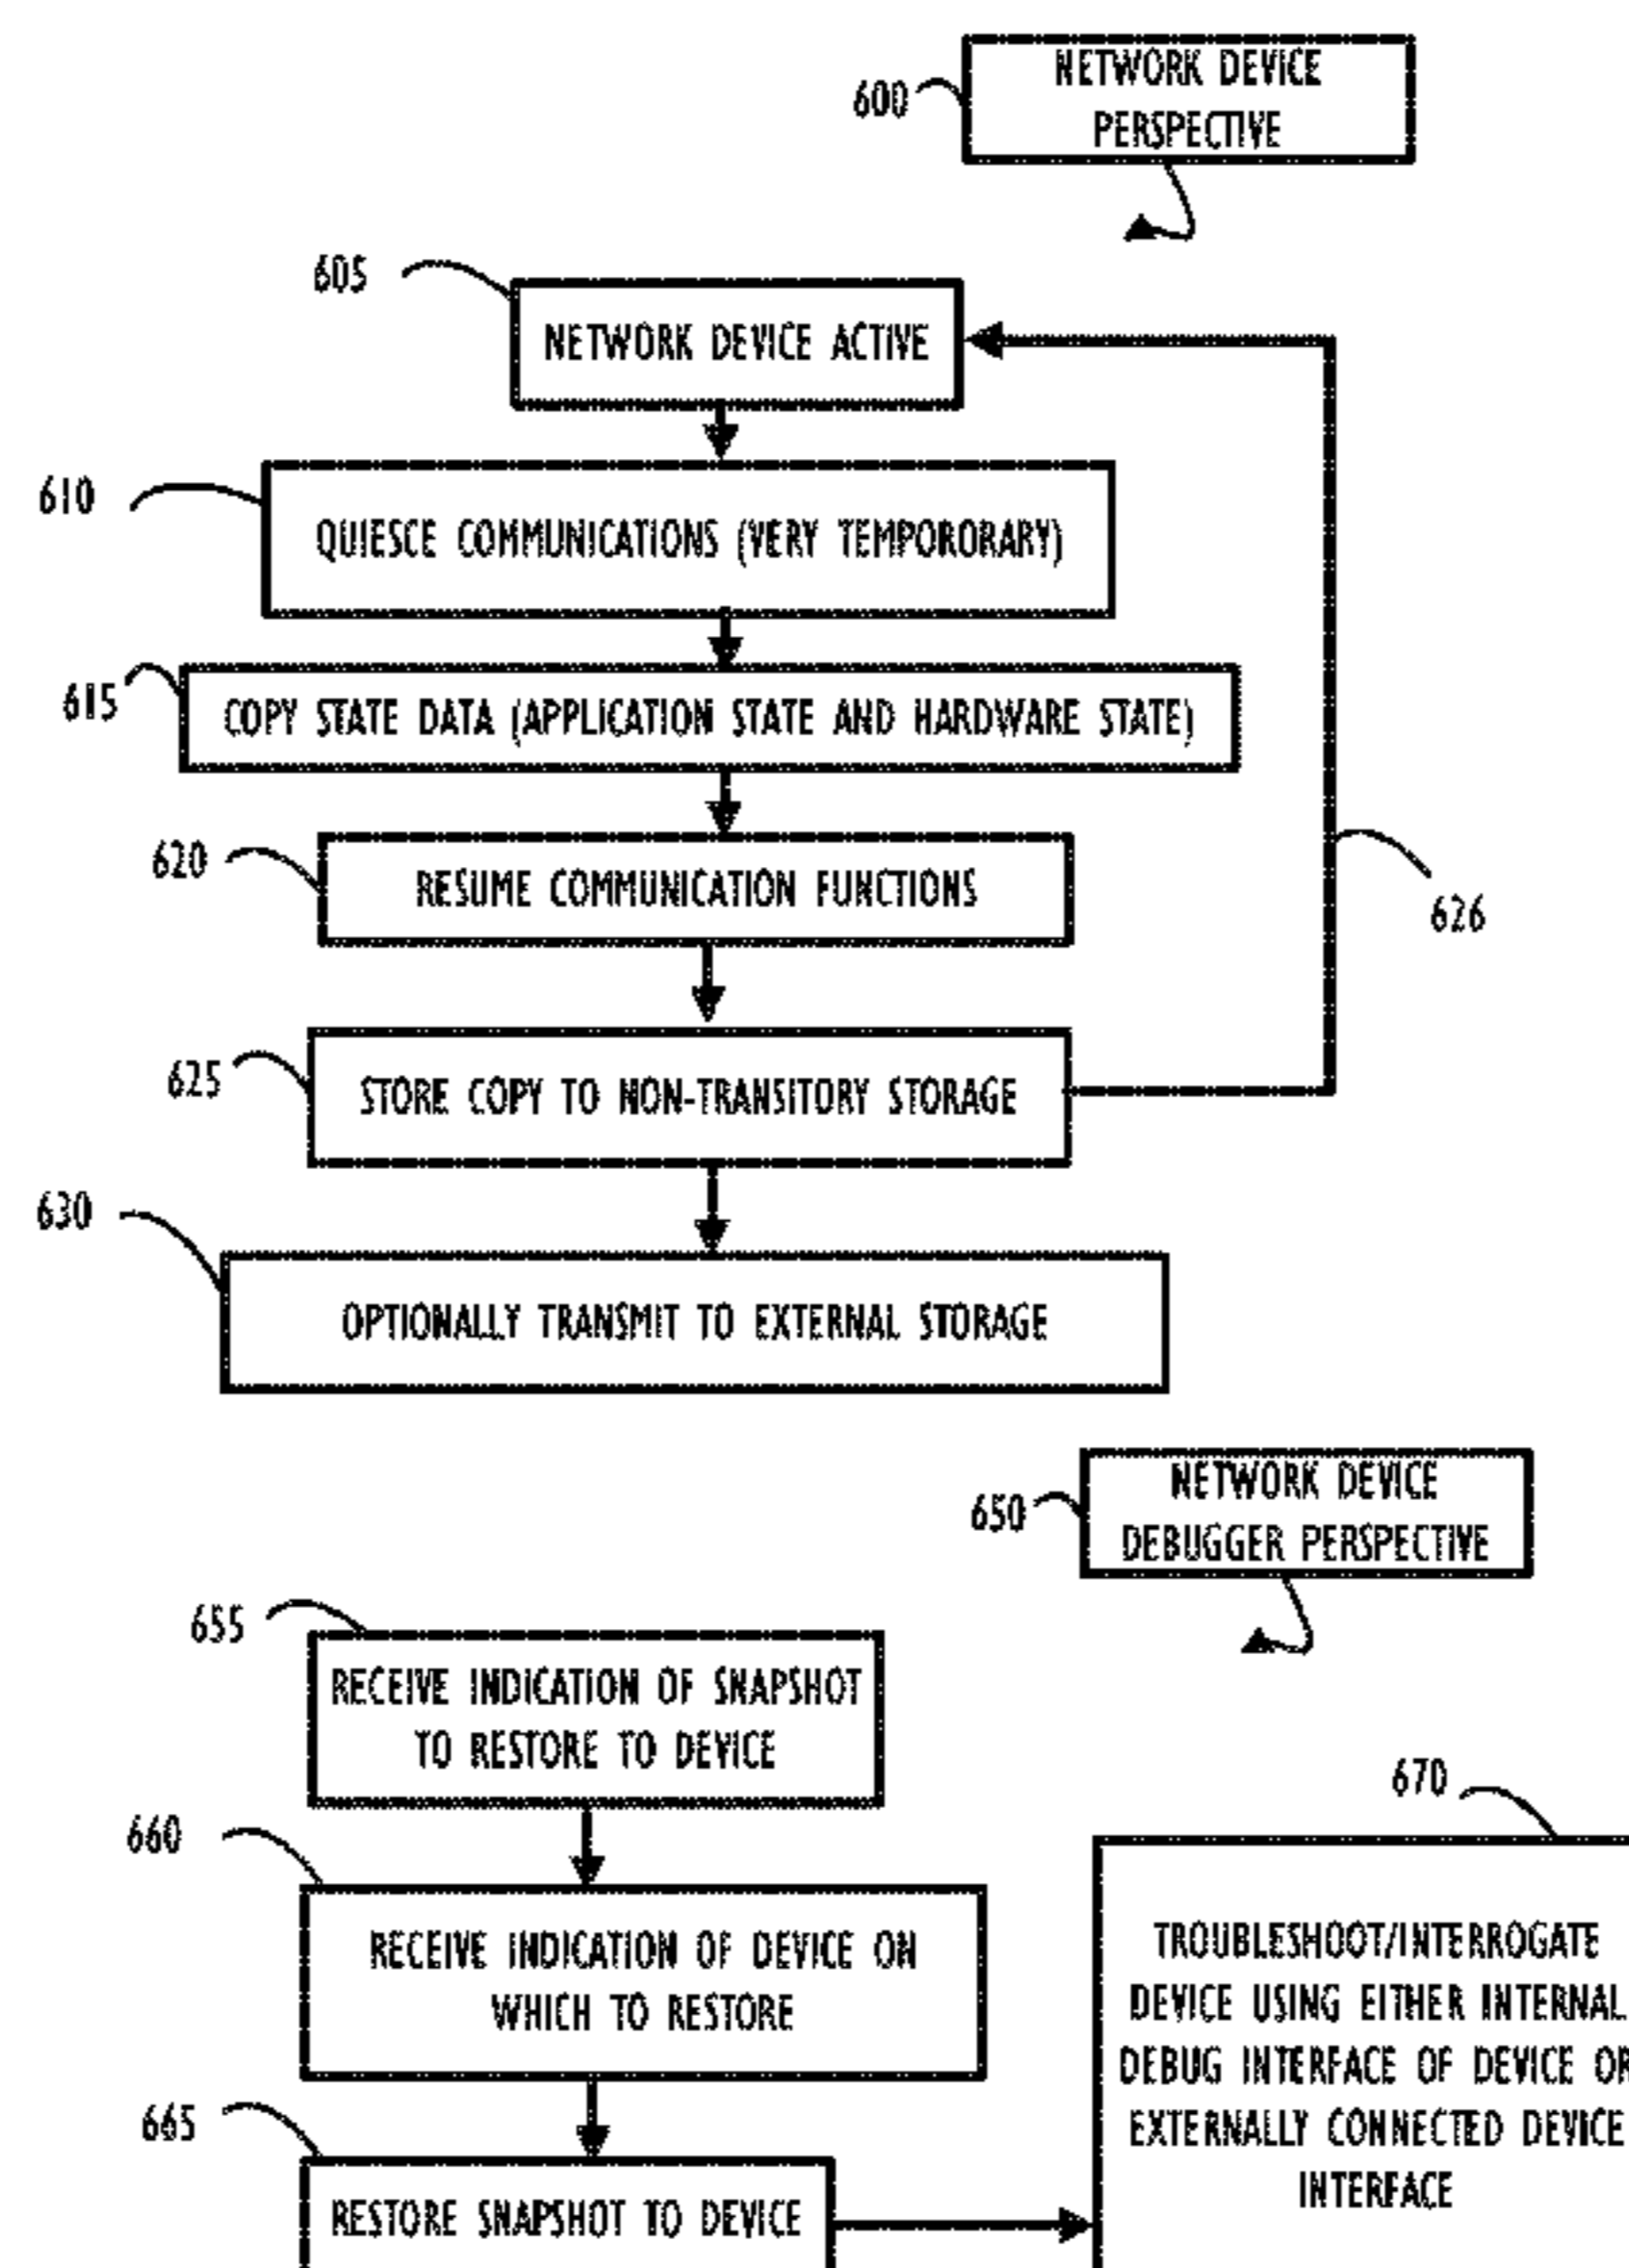 600
NETWORK DEVICE
PERSPECTIVE
605
NETWORK DEVICE ACTIVE
610
QUIESCE COMMUNICATIONS (VERY TEMPORORARY)
615
COPY STATE DATA (APPLICATION STATE AND HARDWARE STATE)
620
RESUME COMMUNICATION FUNCTIONS
626
625
STORE COPY TO NON-TRANSITORY STORAGE
630
OPTIONALLY TRANSMIT TO EXTERNAL STORAGE
650
NETWORK DEVICE
DEBUGGER PERSPECTIVE
655
RECEIVE INDICATION OF SNAPSHOT
TO RESTORE TO DEVICE
660
RECEIVE INDICATION OF DEVICE ON
WHICH TO RESTORE
665
RESTORE SNAPSHOT TO DEVICE
670
TROUBLESHOOT/INTERROGATE
DEVICE USING EITHER INTERNAL
DEBUG INTERFACE OF DEVICE OR
EXTERNALLY CONNECTED DEVICE
INTERFACE